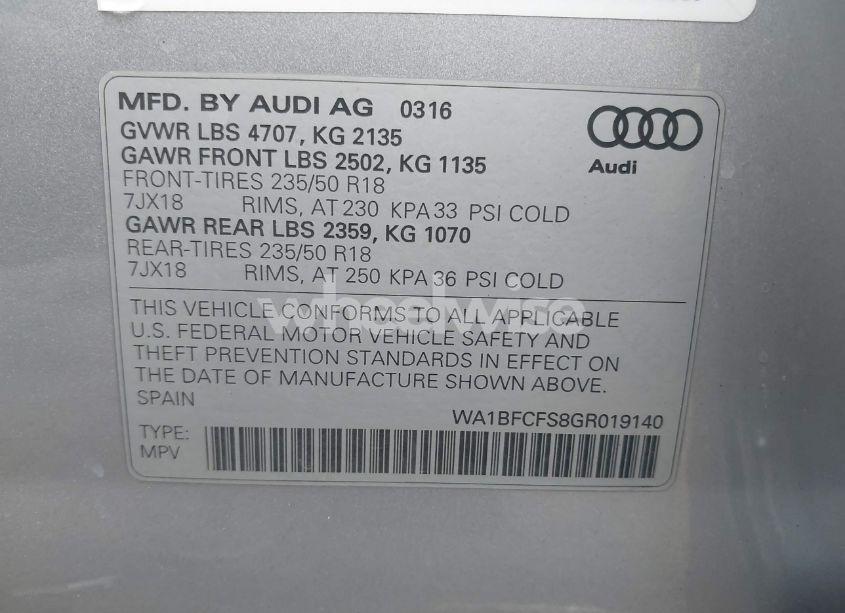 MFD. BY AUDI AG 0316
GVWR LBS 4707, KG 2135
GAWR FRONT LBS 2502, KG 1135
FRONT-TIRES 235/50 R18
7JX18 RIMS, AT 230 KPA 33 PSI COLD
GAWR REAR LBS 2359, KG 1070
REAR-TIRES 235/50 R18
7JX18 RIMS, AT 250 KPA 36 PSI COLD
Audi
THIS VEHICLE CONFORMS TO ALL APPLICABLE
U.S. FEDERAL MOTOR VEHICLE SAFETY AND
THEFT PREVENTION STANDARDS IN EFFECT ON
THE DATE OF MANUFACTURE SHOWN ABOVE.
SPAIN
WA1BFCFS8GR019140
TYPE:
MPV
wheelwise